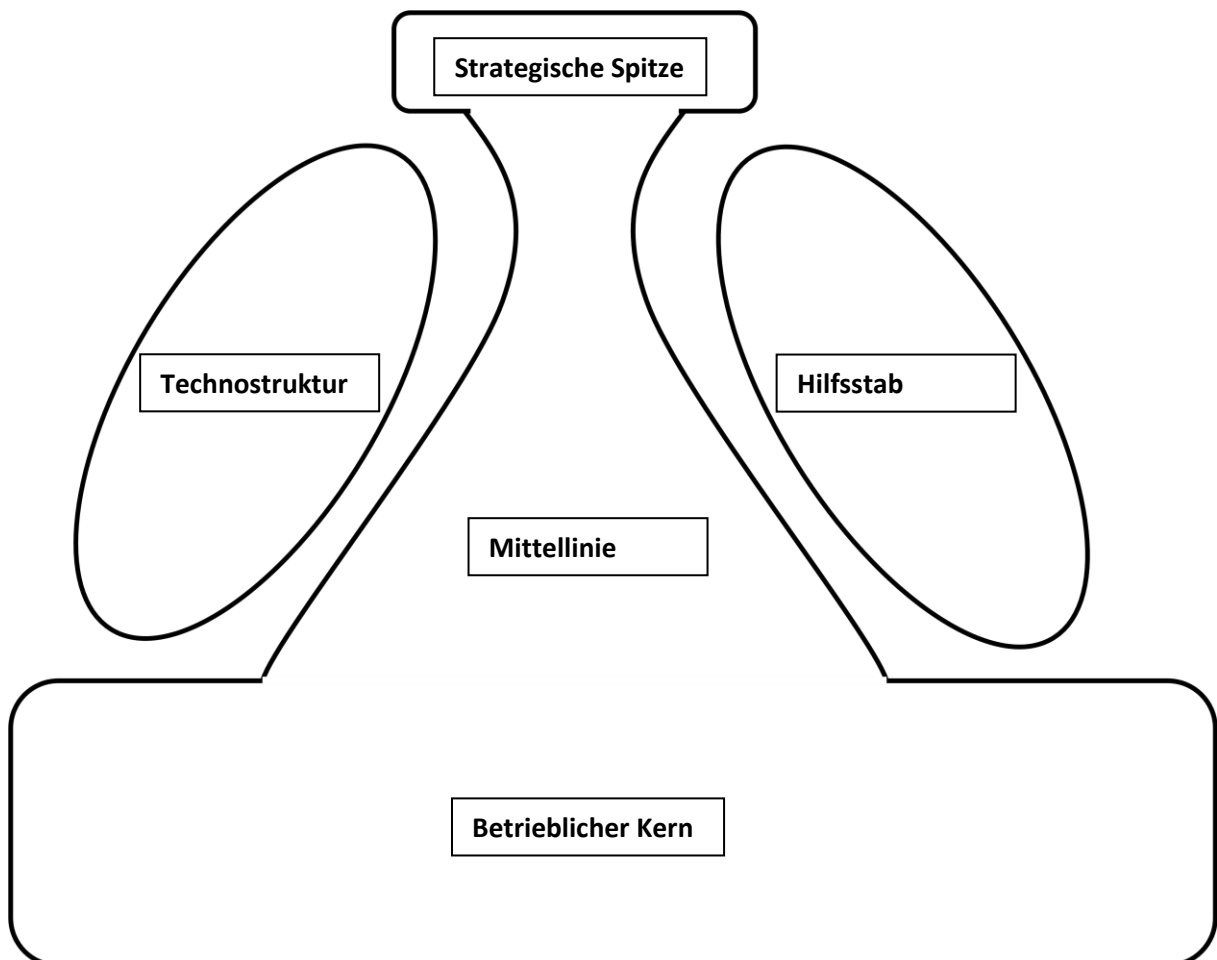 Strategische Spitze
Technostruktur
Hilfsstab
Mittellinie
Betrieblicher Kern